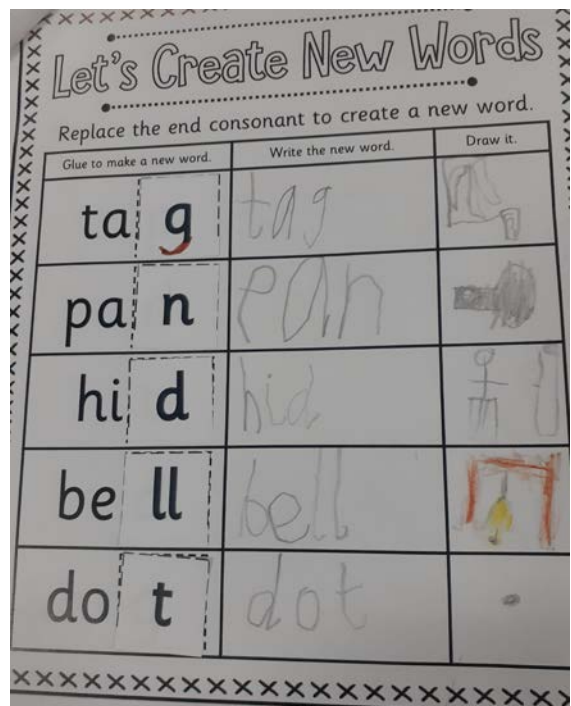 Let's Create New Words
Replace the end consonant to create a new word.
Glue to make a new word. Write the new word. Draw it.
ta g tag
pa n pan
hi d hid
be ll bell
do t dot